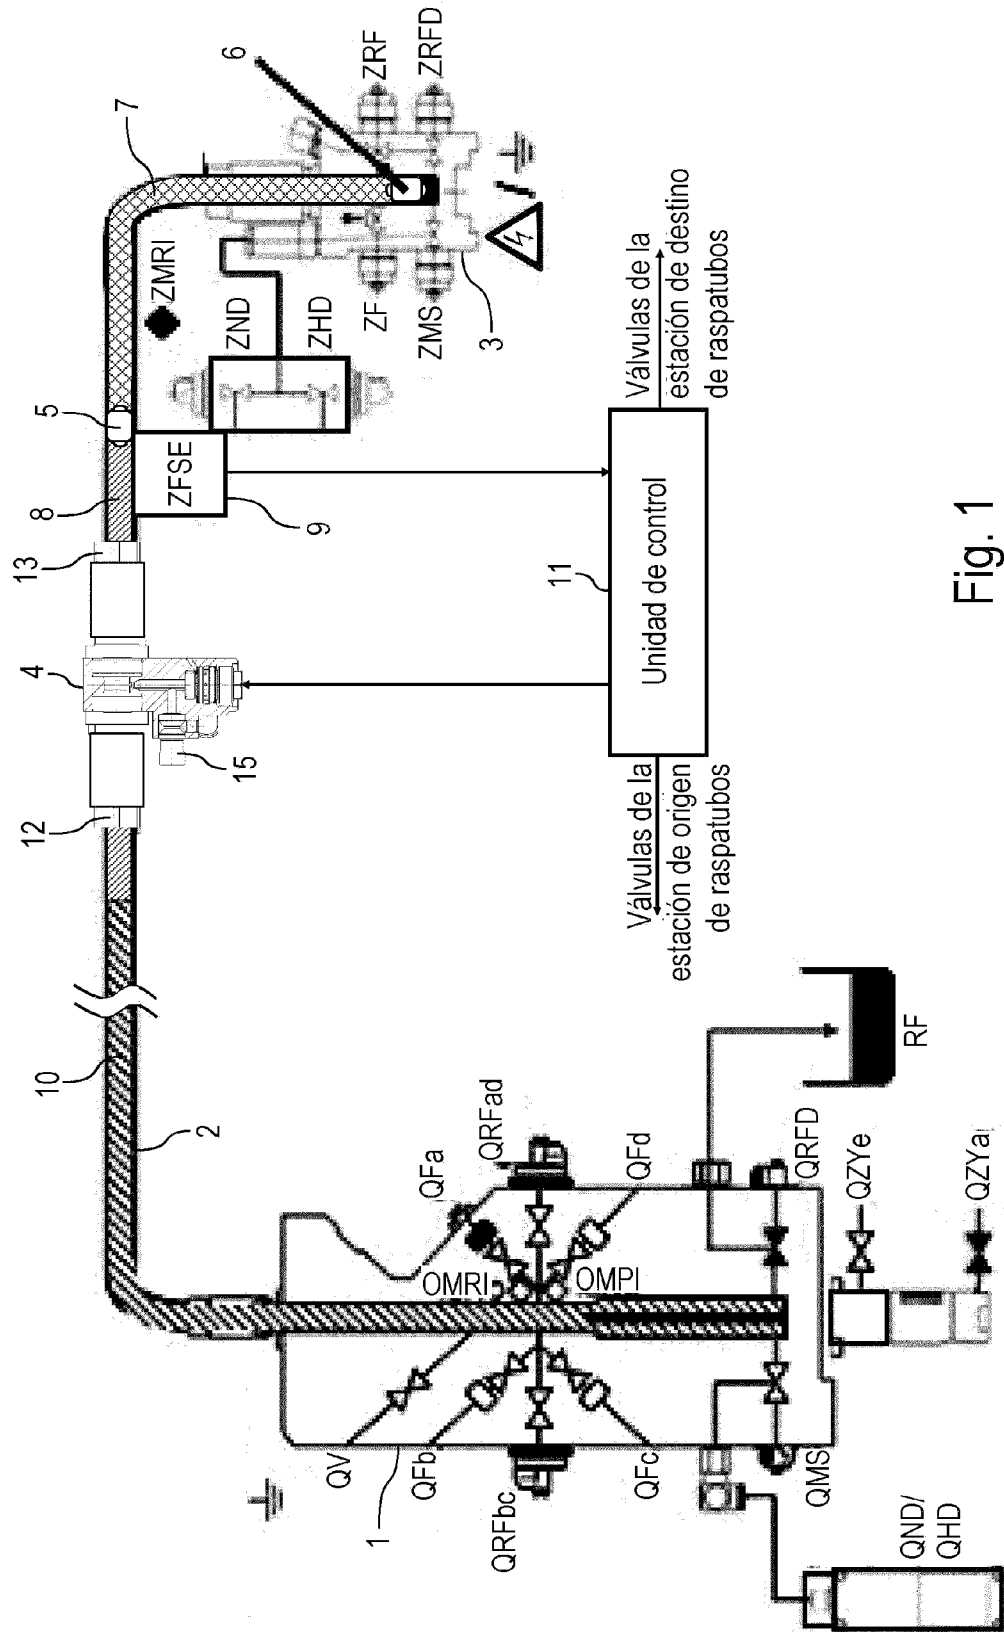 1
2
3
4
5
6
7
8
9
10
11
12
13
15
ZRF
ZRFD
ZMRI
ZND
ZHD
ZF
ZMS
ZFSE
Unidad de control
Válvulas de la
estación de destino
de raspatubos
Válvulas de la
estación de origen
de raspatubos
RF
QFa
QRFad
QFd
QRFD
QZYe
QZYa
OMRI
OMPI
QV
QFb
QRFbc
QFc
QMS
QND/
QHD
Fig. 1